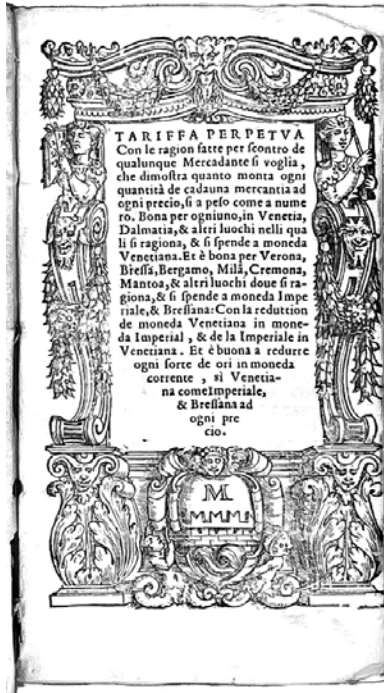 TARIFFA PERPETVA
Con le ragion fatte per ſcontro de
qualunque Mercadante ſi voglia,
che dimoſtra quanto monta ogni
quantità de cadauna mercantia ad
ogni precio, ſi a peſo come a nume
ro. Bona per ogniuno, in Venetia,
Dalmatia, & altri luochi nelli qua
li ſi ragiona, & ſi ſpende a moneda
Venetiana. Et è bona per Verona,
Breſſa, Bergamo, Milã, Cremona,
Mantoa, & altri luochi doue ſi ra-
giona, & ſi ſpende a moneda Impe
riale, & Breſſana: Con la reduttion
de moneda Venetiana in mone-
da Imperial, & de la Imperiale in
Venetiana. Et è buona a redurre
ogni ſorte de ori in moneda
corrente, sì Venetia-
na come Imperiale,
& Breſſana ad
ogni pre
cio.
M
MMMM